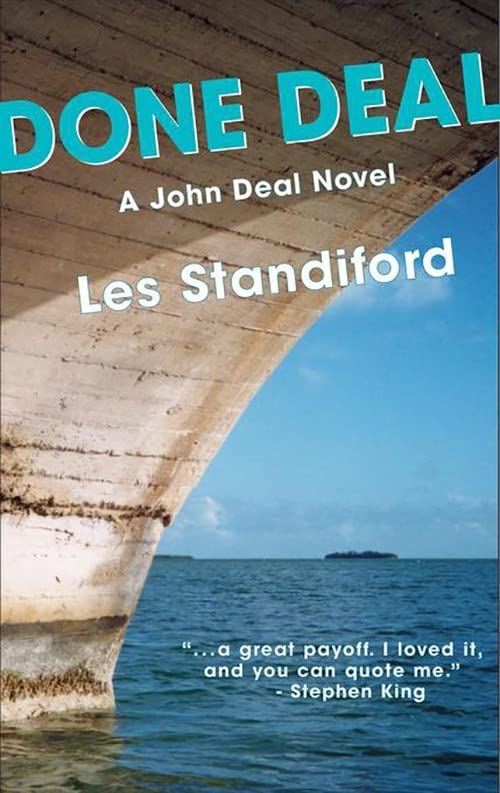 DONE DEAL
A John Deal Novel
Les Standiford
“...a great payoff. I loved it,
and you can quote me.”
- Stephen King